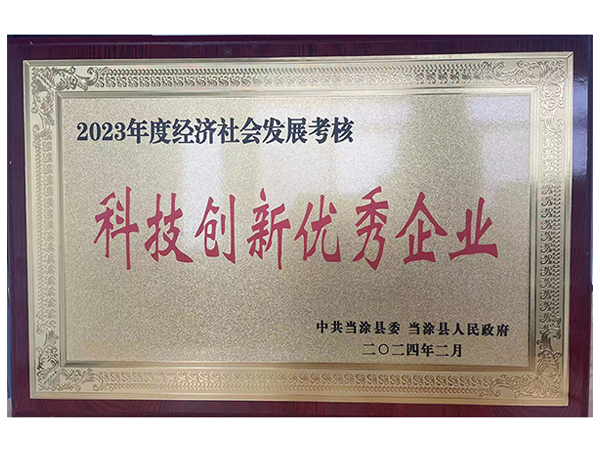 2023年度经济社会发展考核
科技创新优秀企业
中共当涂县委 当涂县人民政府
二〇二四年二月